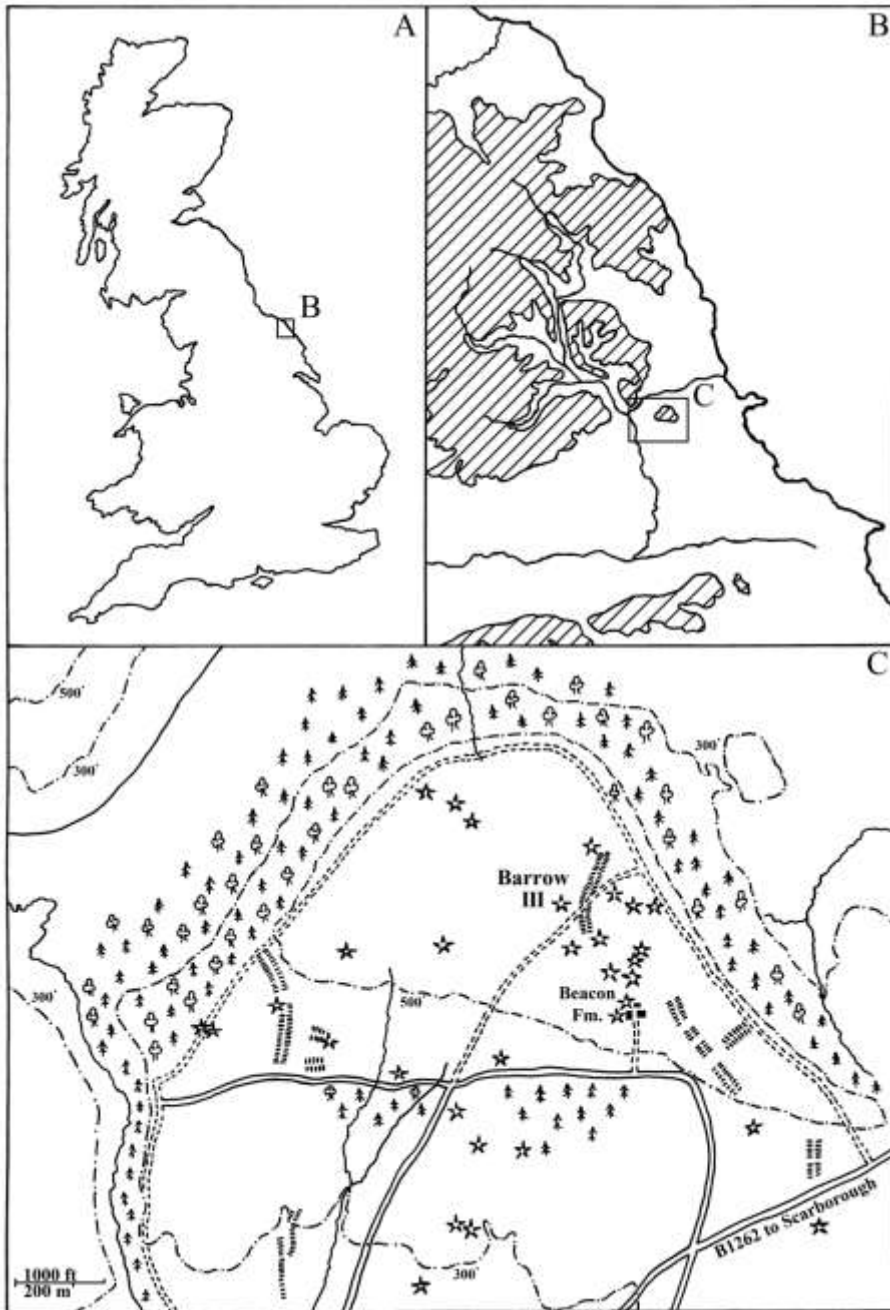 A
B
B
C
C
500'
300'
300'
Barrow
III
Beacon
Fm.
500'
300'
B1262 to Scarborough
300'
1000 ft
200 m